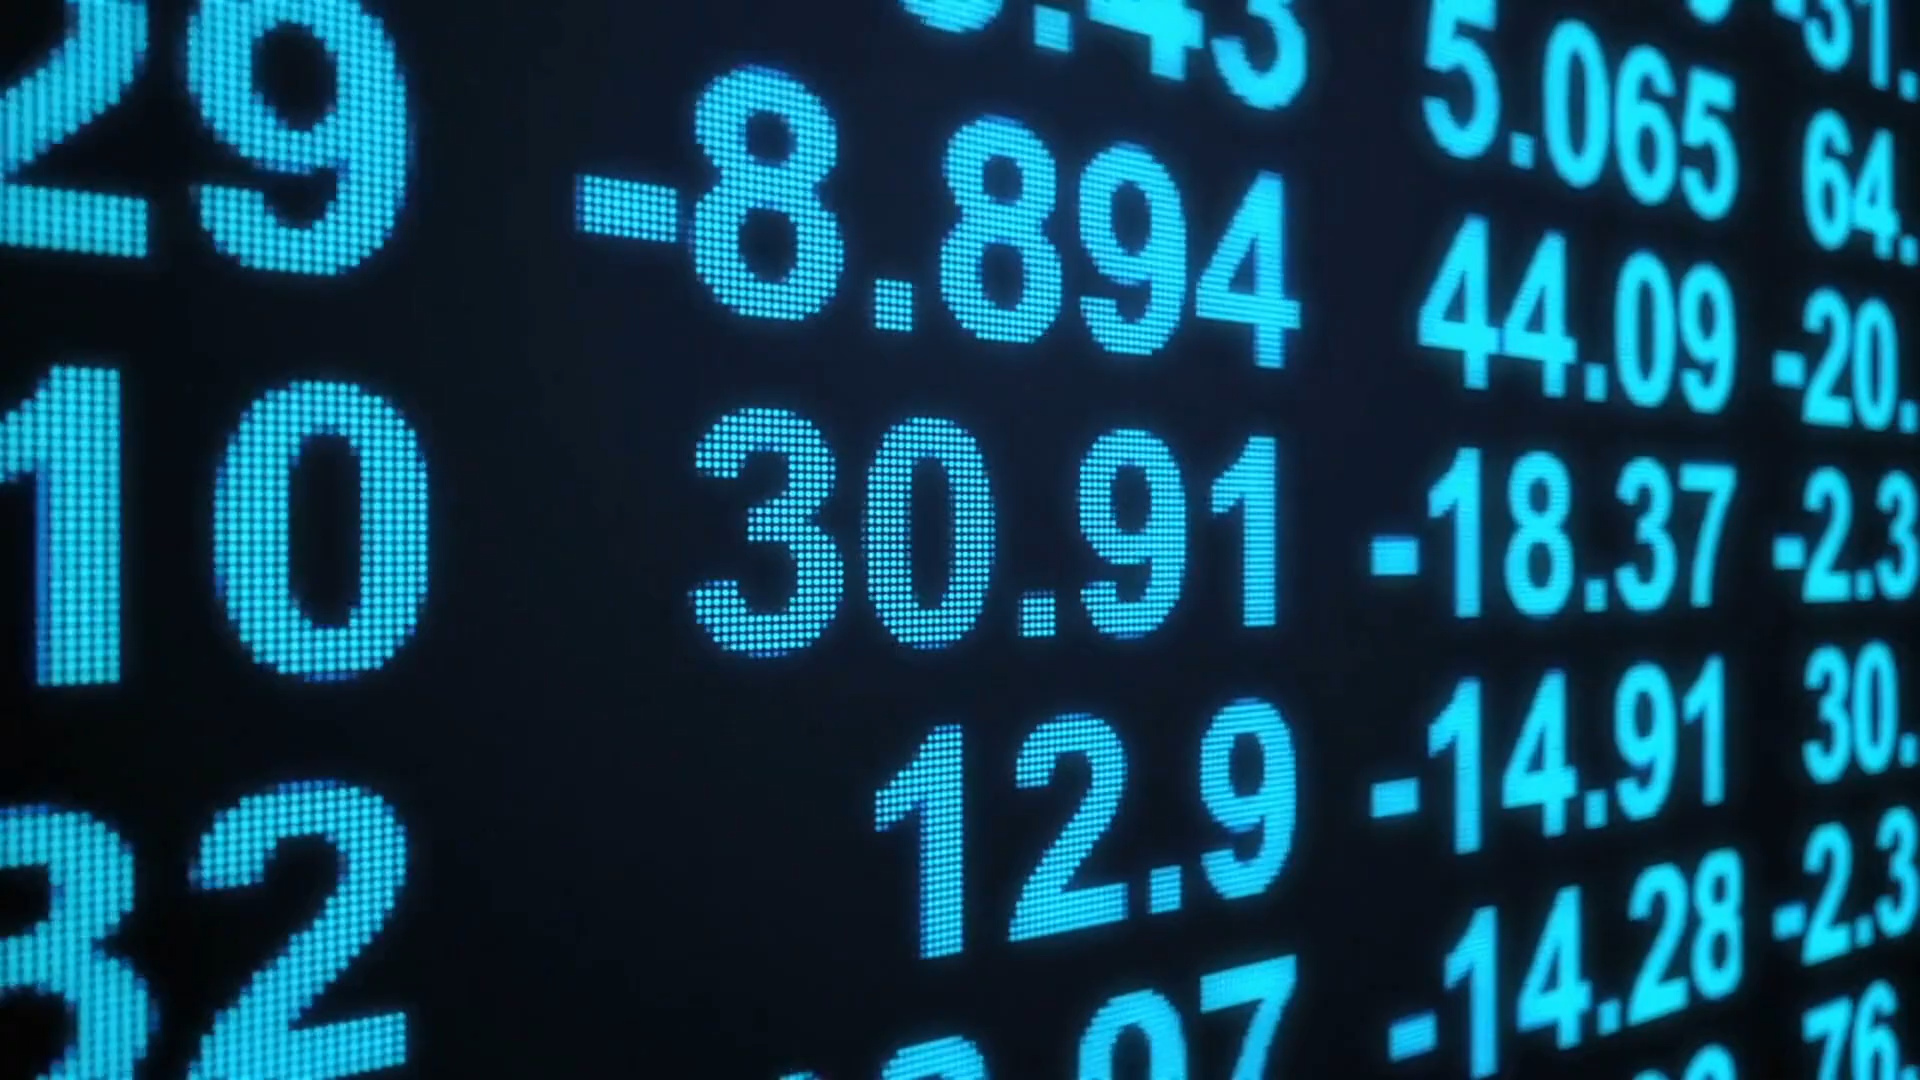 29 -8.894 5.065 64.
10 30.91 44.09 -20.
32 12.9 -18.37 -2.3
-14.91 30.
-14.28 -2.3
76.